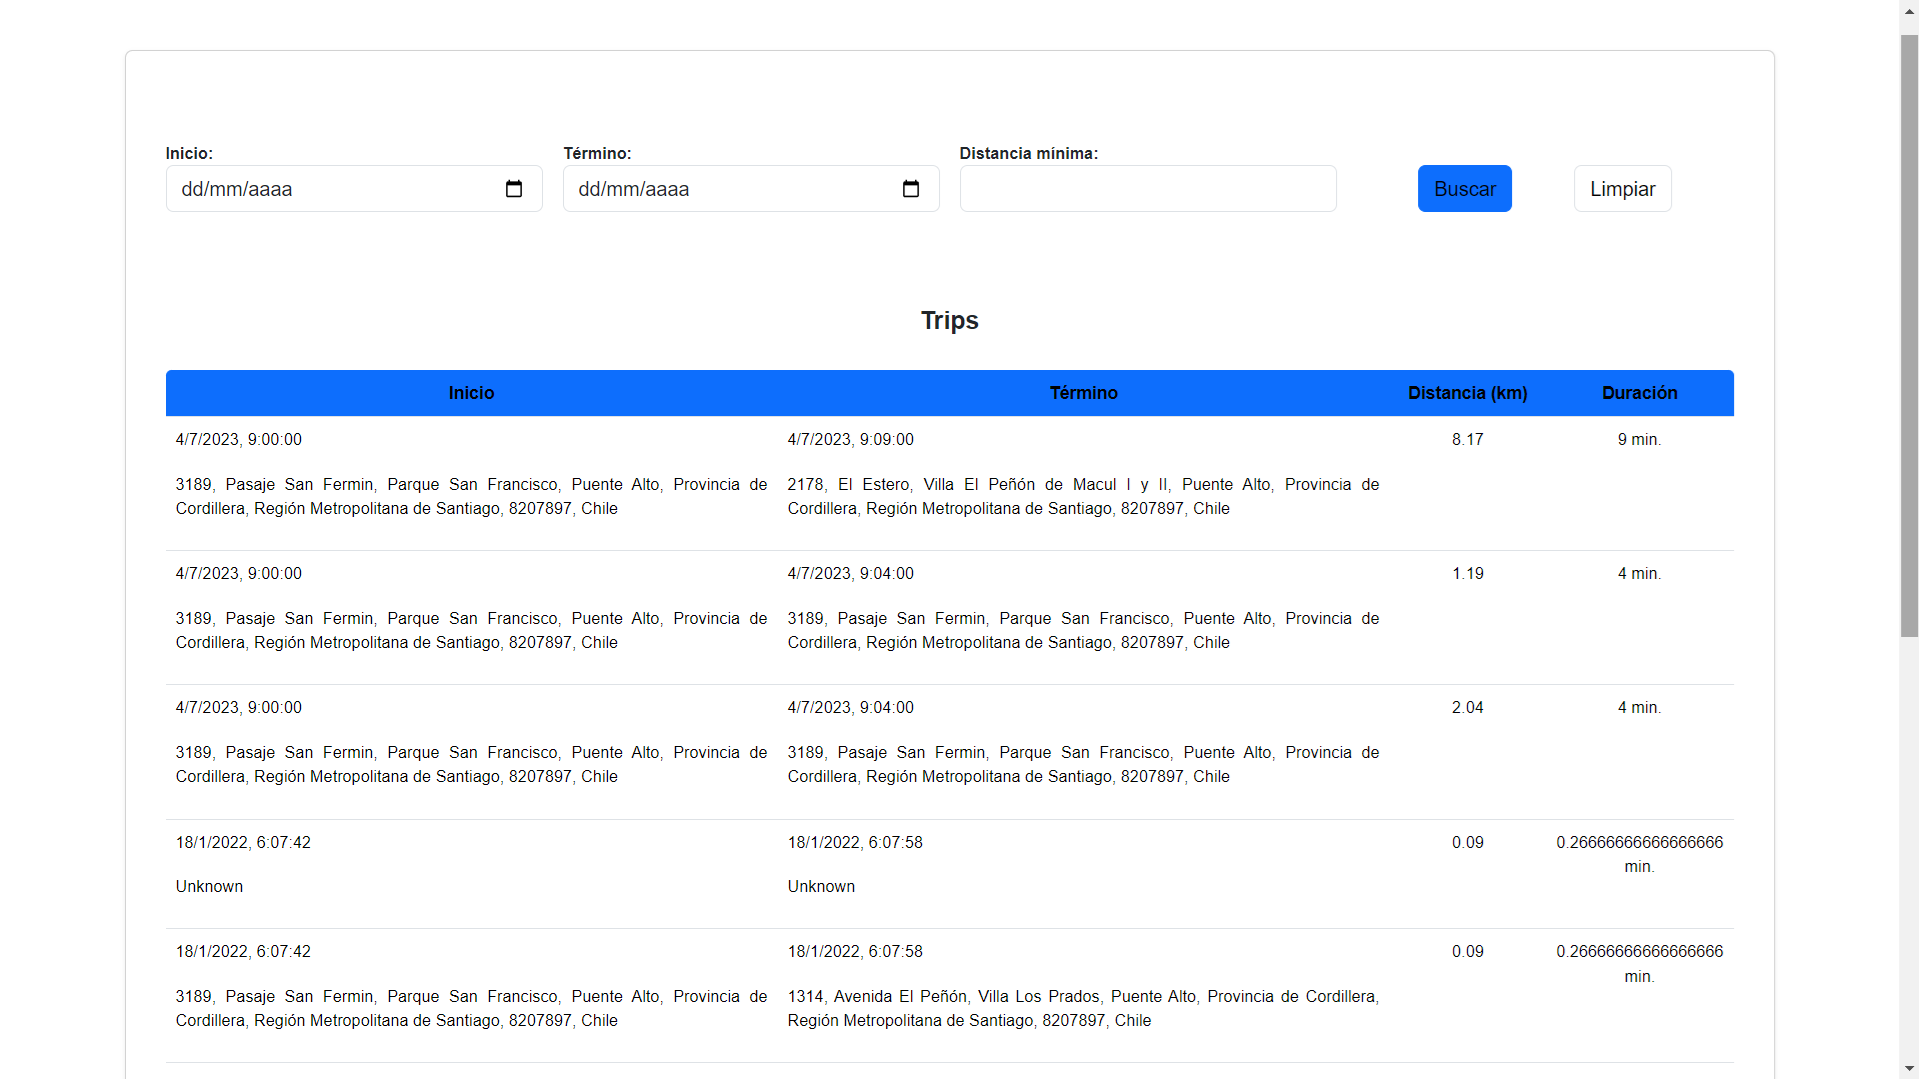 Inicio:
Término:
Distancia mínima:
dd/mm/aaaa
dd/mm/aaaa
Buscar
Limpiar
Trips
Inicio
Término
Distancia (km)
Duración
4/7/2023, 9:00:00
4/7/2023, 9:09:00
8.17
9 min.
3189, Pasaje San Fermin, Parque San Francisco, Puente Alto, Provincia de
Cordillera, Región Metropolitana de Santiago, 8207897, Chile
2178, El Estero, Villa El Peñón de Macul I y II, Puente Alto, Provincia de
Cordillera, Región Metropolitana de Santiago, 8207897, Chile
4/7/2023, 9:00:00
4/7/2023, 9:04:00
1.19
4 min.
3189, Pasaje San Fermin, Parque San Francisco, Puente Alto, Provincia de
Cordillera, Región Metropolitana de Santiago, 8207897, Chile
3189, Pasaje San Fermin, Parque San Francisco, Puente Alto, Provincia de
Cordillera, Región Metropolitana de Santiago, 8207897, Chile
4/7/2023, 9:00:00
4/7/2023, 9:04:00
2.04
4 min.
3189, Pasaje San Fermin, Parque San Francisco, Puente Alto, Provincia de
Cordillera, Región Metropolitana de Santiago, 8207897, Chile
3189, Pasaje San Fermin, Parque San Francisco, Puente Alto, Provincia de
Cordillera, Región Metropolitana de Santiago, 8207897, Chile
18/1/2022, 6:07:42
18/1/2022, 6:07:58
0.09
0.26666666666666666
min.
Unknown
Unknown
18/1/2022, 6:07:42
18/1/2022, 6:07:58
0.09
0.26666666666666666
min.
3189, Pasaje San Fermin, Parque San Francisco, Puente Alto, Provincia de
Cordillera, Región Metropolitana de Santiago, 8207897, Chile
1314, Avenida El Peñón, Villa Los Prados, Puente Alto, Provincia de Cordillera,
Región Metropolitana de Santiago, 8207897, Chile